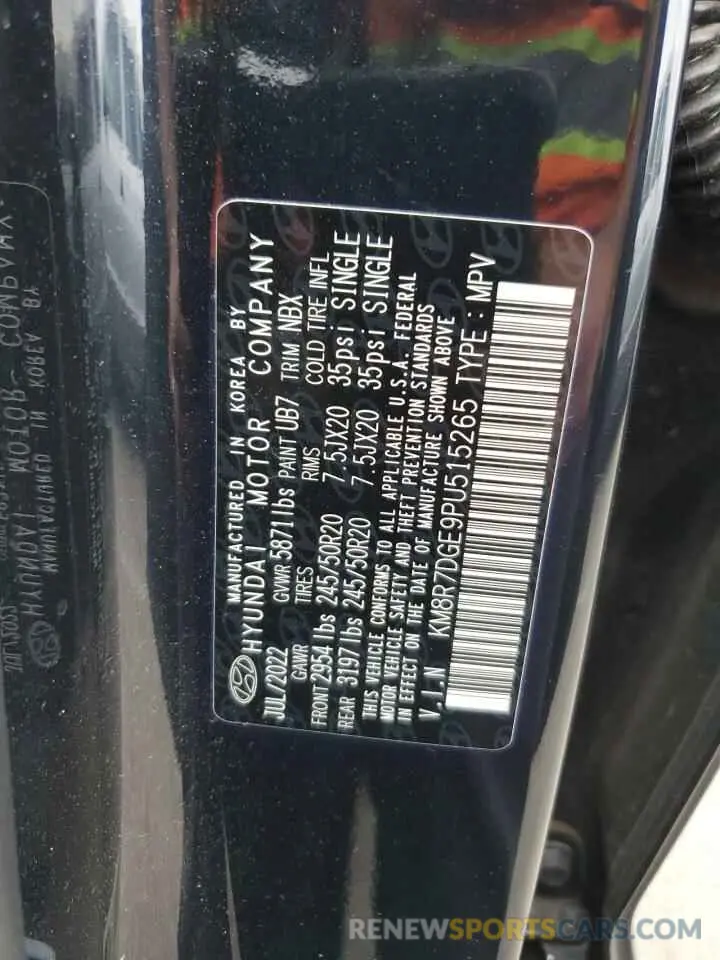 MANUFACTURED IN KOREA BY
HYUNDAI MOTOR COMPANY
JUL/2022 GVWR 5871lbs PAINT UB7 TRIM NBX
GAWR TIRES RIMS COLD TIRE INFL
FRONT 2954 lbs 245/50R20 7.5JX20 35psi SINGLE
REAR 3197 lbs 245/50R20 7.5JX20 35psi SINGLE
THIS VEHICLE CONFORMS TO ALL APPLICABLE U.S.A. FEDERAL
MOTOR VEHICLE SAFETY AND THEFT PREVENTION STANDARDS
IN EFFECT ON THE DATE OF MANUFACTURE SHOWN ABOVE
V.I.N KM8R7DGE9PU515265 TYPE : MPV
RENEWSPORTSCARS.COM